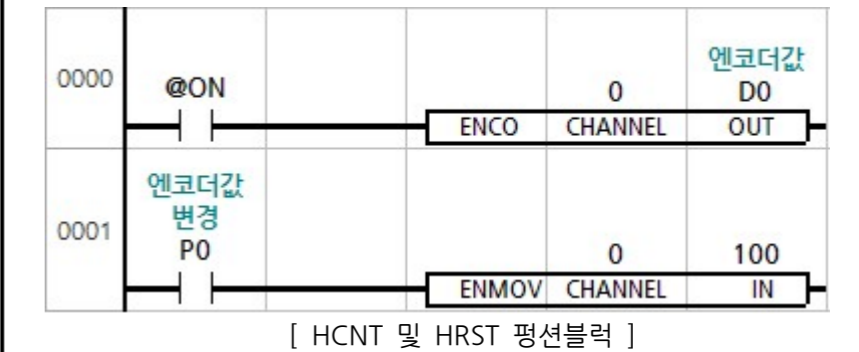 엔코더값
0000 @ON 0 D0
ENCO CHANNEL OUT
엔코더값
변경
0001 P0 0 100
ENMOV CHANNEL IN
[ HCNT 및 HRST 펑션블럭 ]